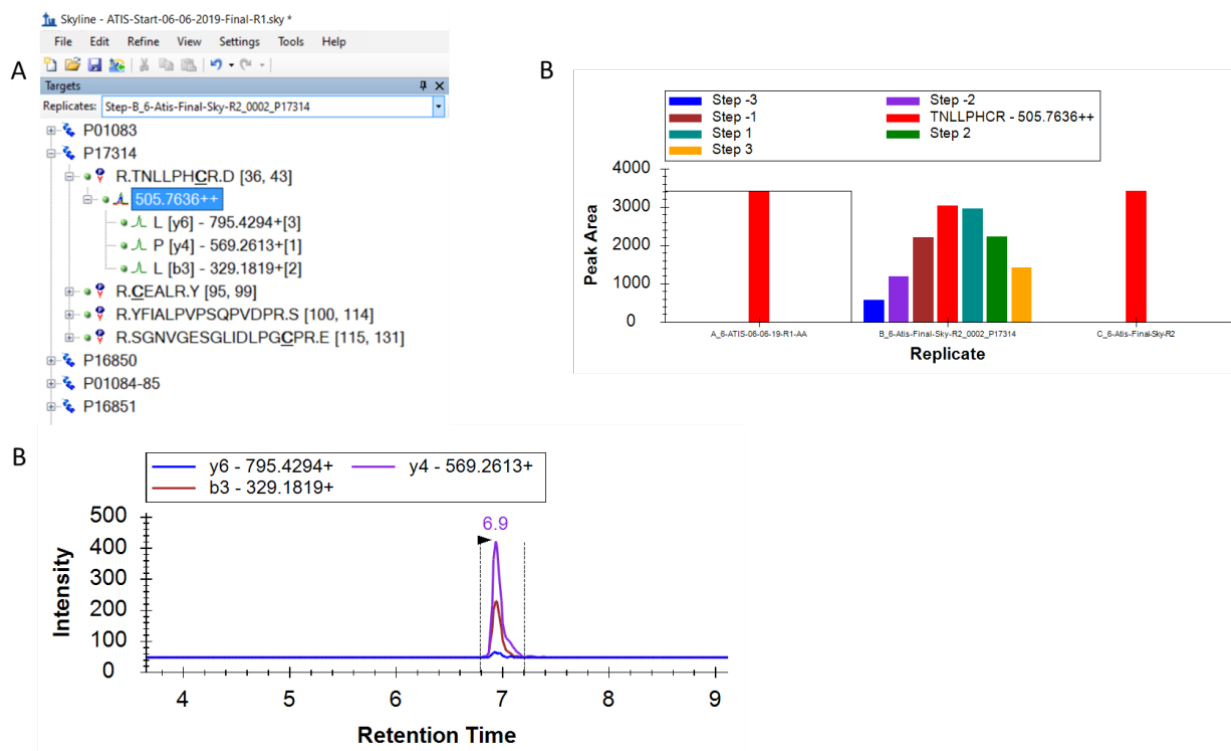 Skyline - ATIS-Start-06-06-2019-Final-R1.sky *
File Edit Refine View Settings Tools Help
A
Targets
Replicates: Step-B_6-Atis-Final-Sky-R2_0002_P17314
P01083
P17314
R.TNLLPHCR.D [36, 43]
505.7636++
L [y6] - 795.4294+[3]
P [y4] - 569.2613+[1]
L [b3] - 329.1819+[2]
R.CEALR.Y [95, 99]
R.YFIALPVPSQPVDPR.S [100, 114]
R.SGNVGESGLIDLPGCPR.E [115, 131]
P16850
P01084-85
P16851
B
Step -3 Step -2
Step -1 TNLLPHCR - 505.7636++
Step 1 Step 2
Step 3
Peak Area
4000
3000
2000
1000
0
A_6-ATIS-06-06-19-R1-AA B_6-Atis-Final-Sky-R2_0002_P17314 C_6-Atis-Final-Sky-R2
Replicate
B
y6 - 795.4294+ y4 - 569.2613+
b3 - 329.1819+
Intensity
500
400
300
200
100
0
6.9
4 5 6 7 8 9
Retention Time